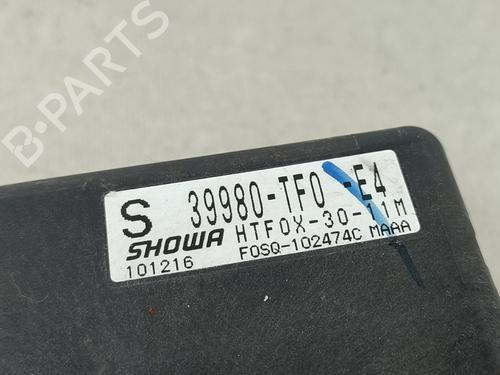 B-PARTS
S 39980-TF0 -E4
SHOWA HTF0X-30-11M
101216 F0SQ-102474C MAAA